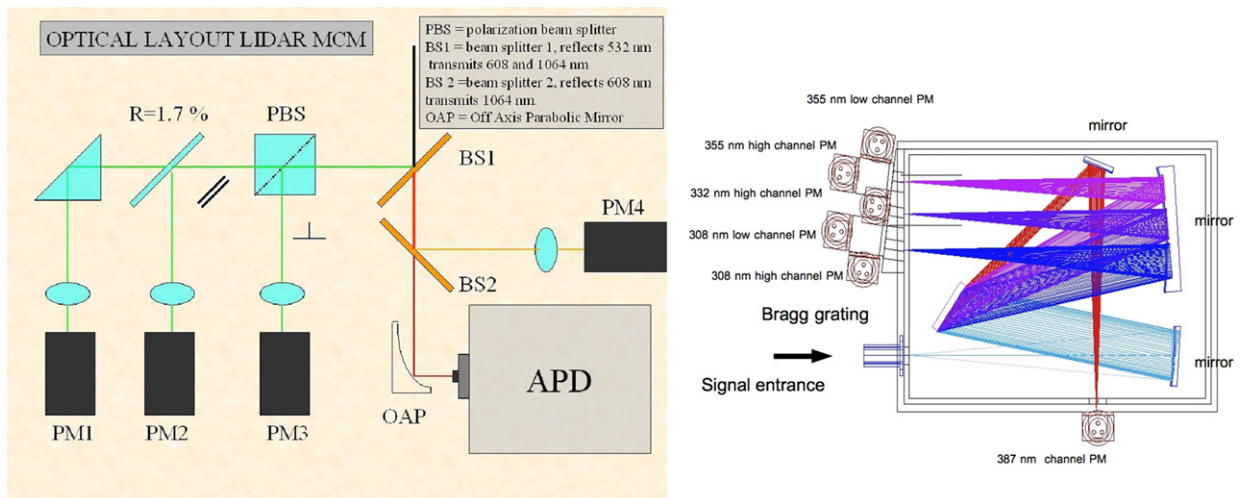 OPTICAL LAYOUT LIDAR MCM
PBS = polarization beam splitter
BS1 = beam splitter 1, reflects 532 nm
transmits 608 and 1064 nm
BS 2 =beam splitter 2, reflects 608 nm
transmits 1064 nm.
OAP = Off Axis Parabolic Mirror
R=1.7 %
PBS
BS1
PM4
BS2
APD
OAP
PM1
PM2
PM3
355 nm low channel PM
mirror
355 nm high channel PM
332 nm high channel PM
mirror
308 nm low channel PM
308 nm high channel PM
Bragg grating
mirror
Signal entrance
387 nm channel PM